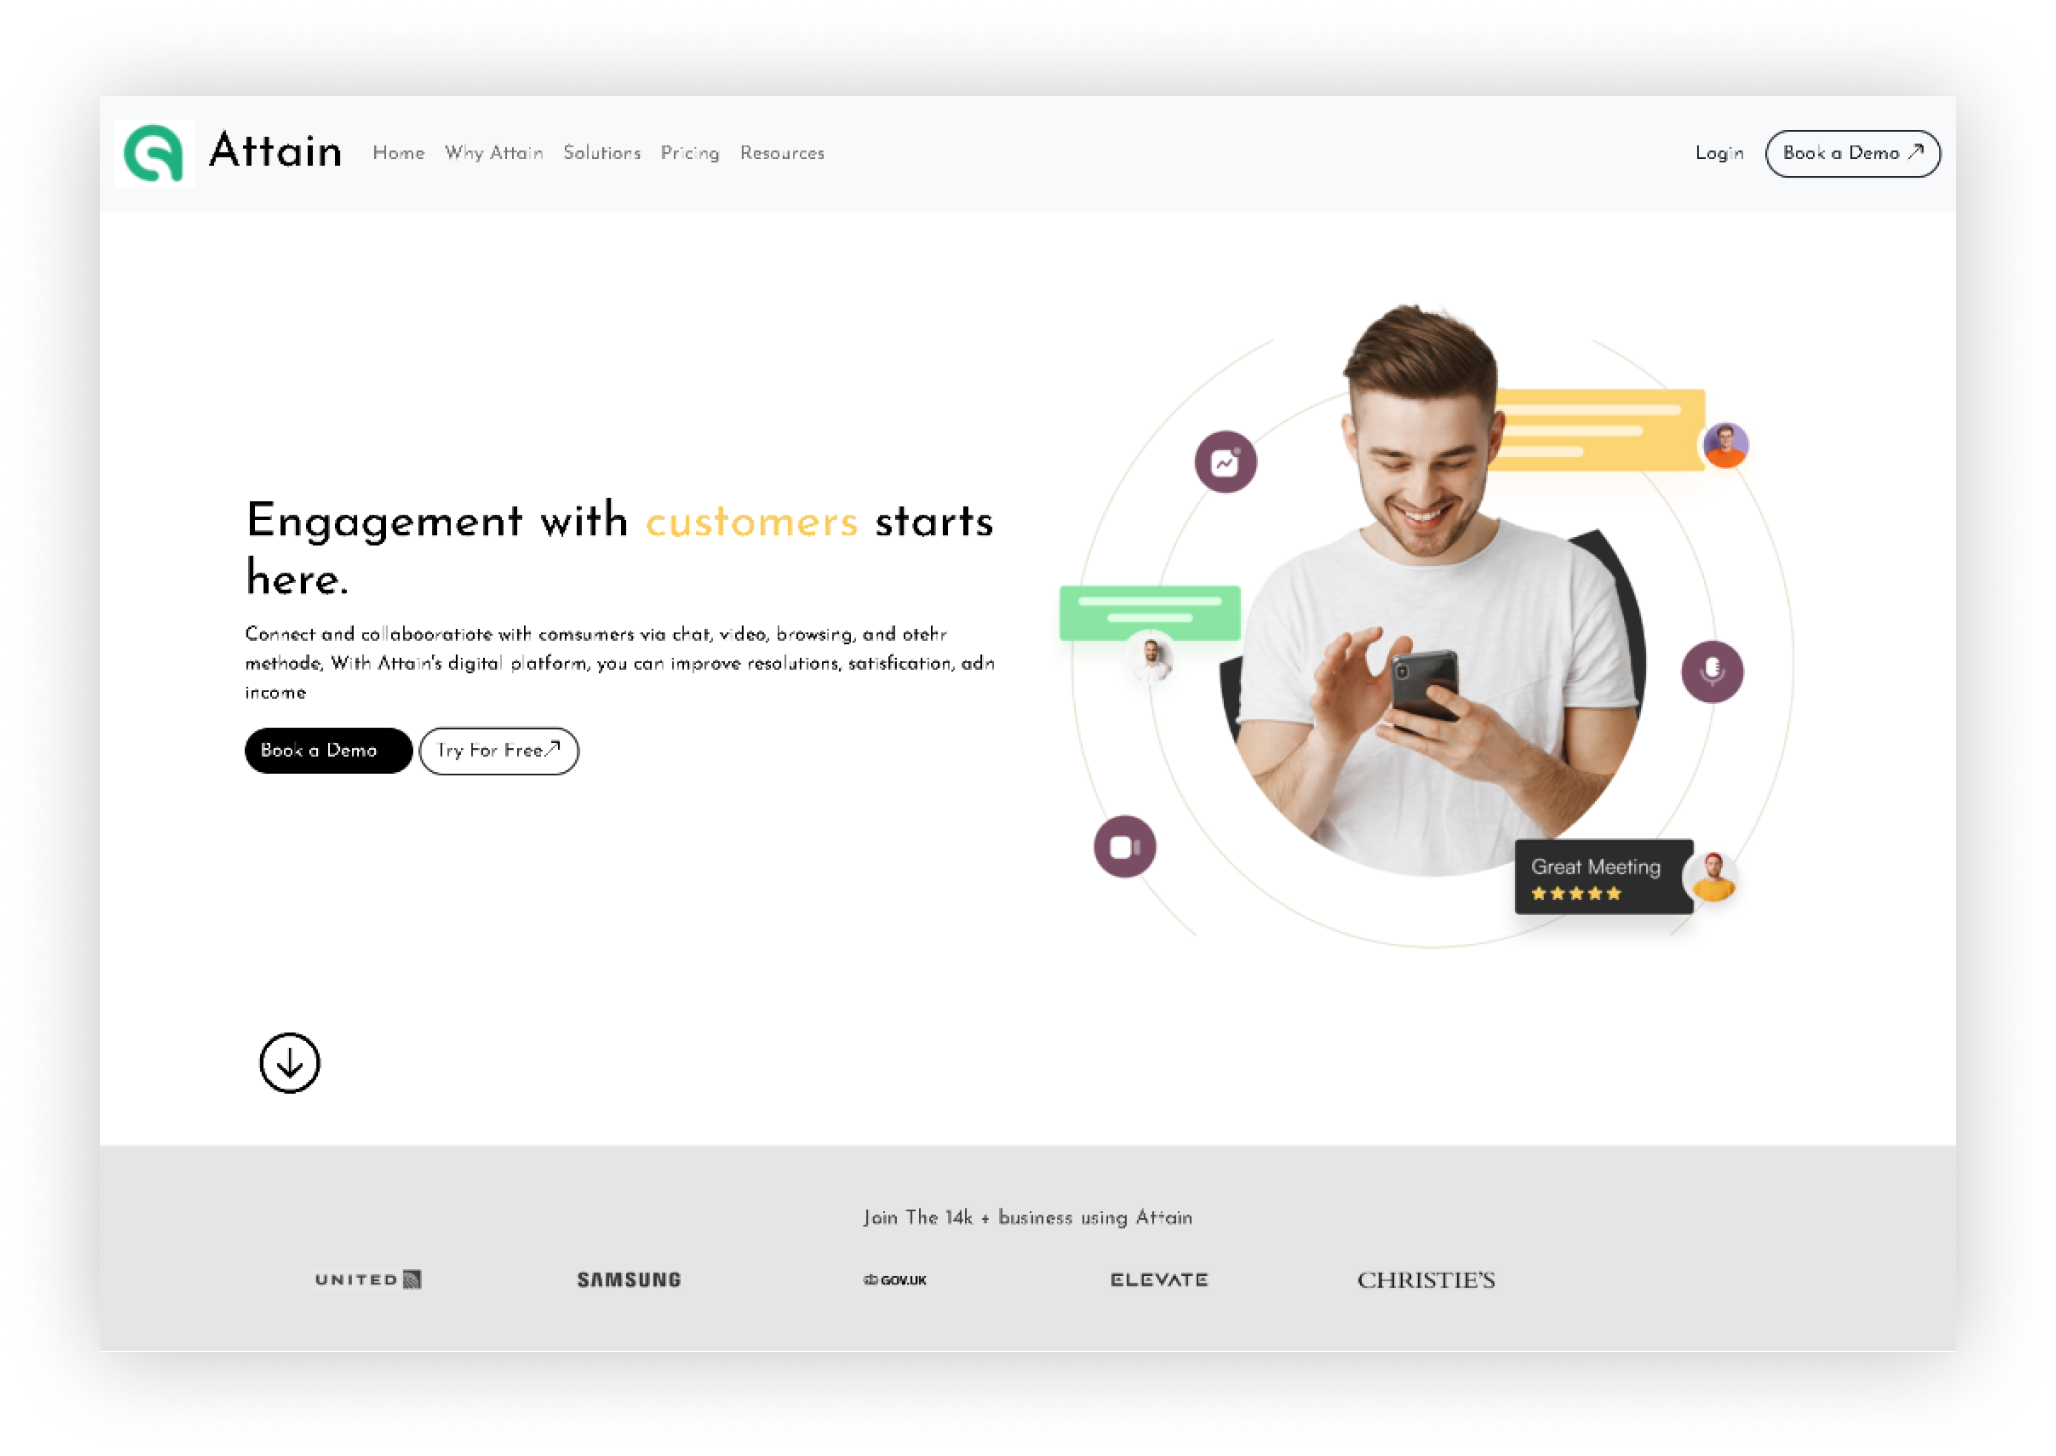 Attain
Home Why Attain Solutions Pricing Resources
Login
Book a Demo
Engagement with customers starts
here.
Connect and collabooratiote with comsumers via chat, video, browsing, and otehr
methode, With Attain's digital platform, you can improve resolutions, satisfication, adn
income
Book a Demo
Try For Free
Great Meeting
Join The 14k + business using Attain
UNITED
SAMSUNG
GOV.UK
ELEVATE
CHRISTIE'S